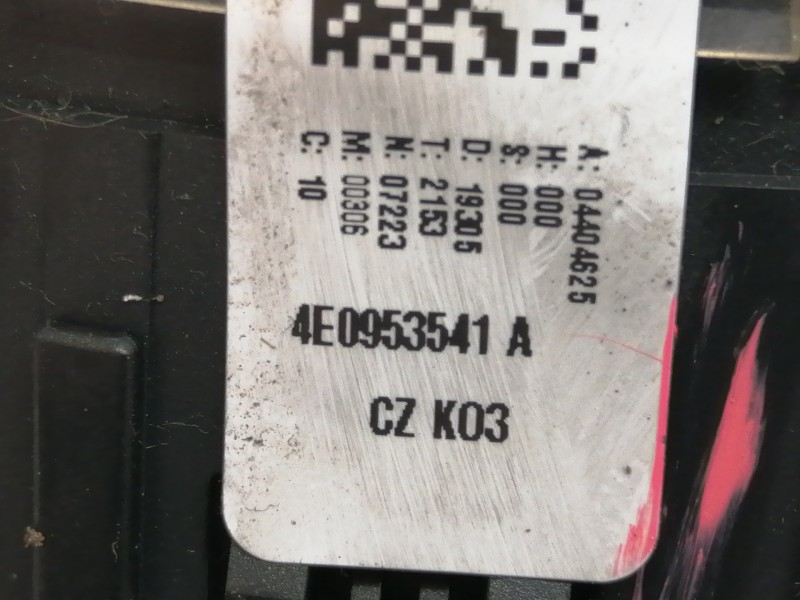 A: 04404625
H: 000
S: 000
D: 19305
T: 2153
N: 07223
M: 00306
C: 10
4E0953541 A
CZ K03